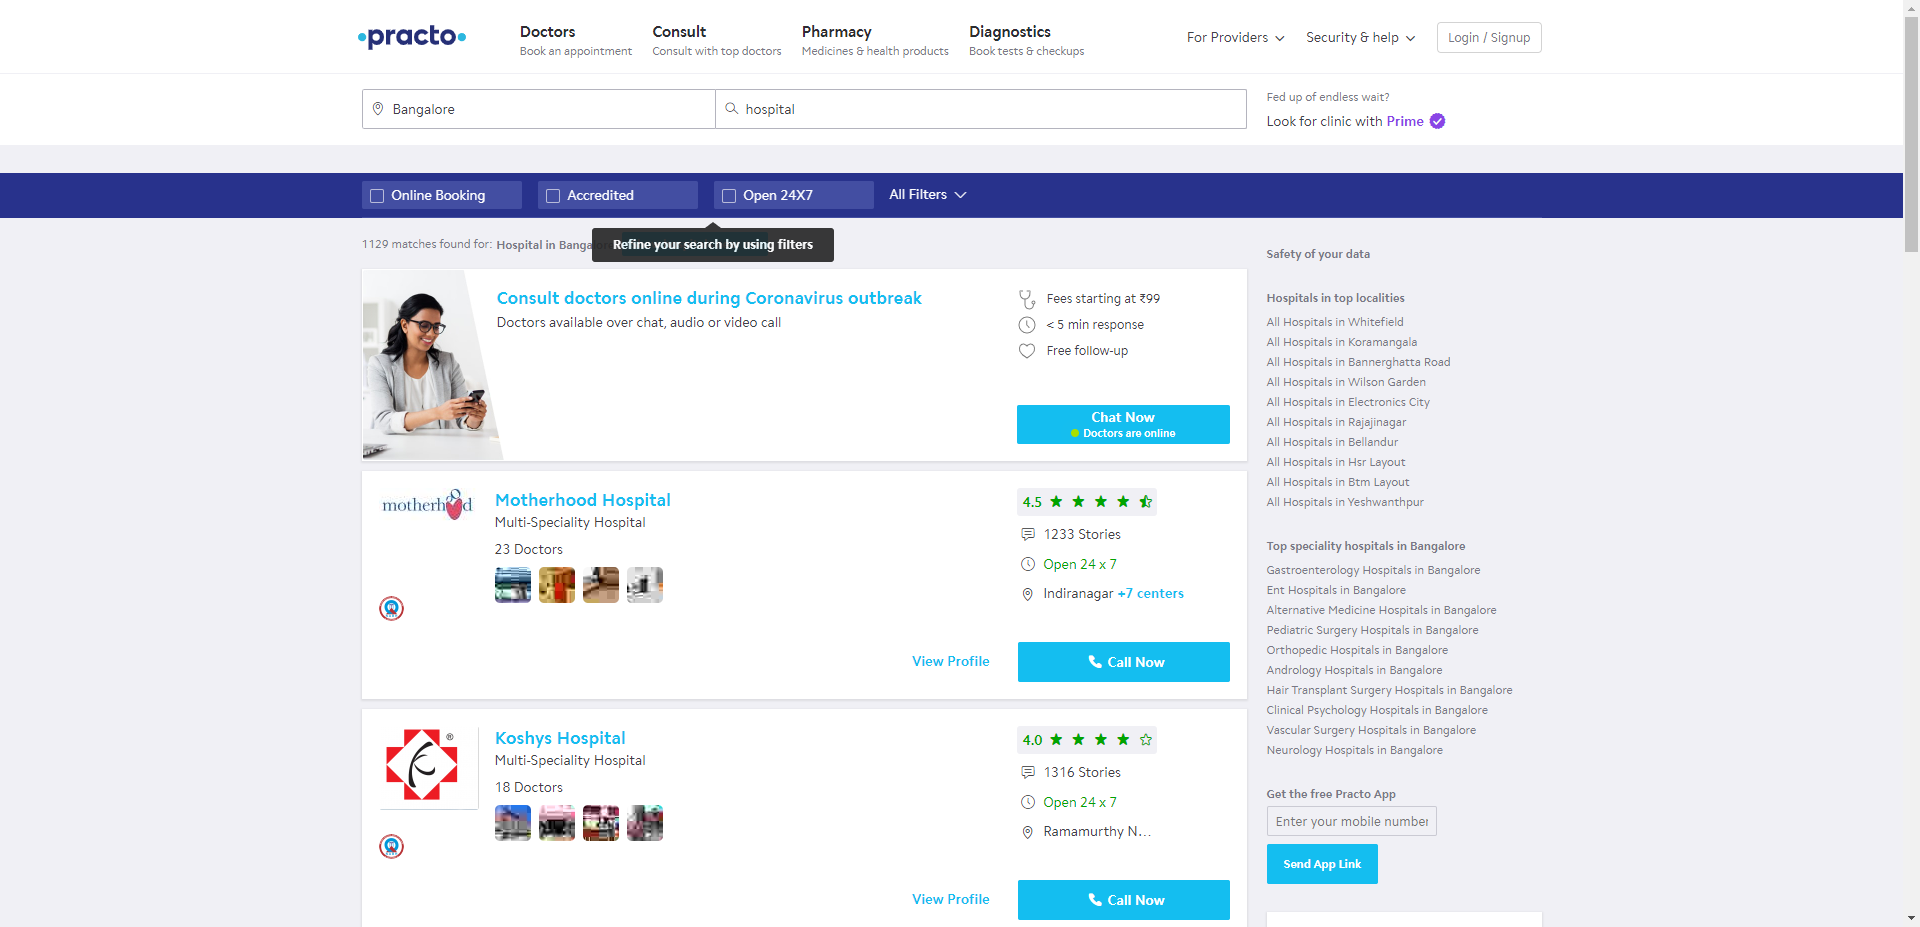 practo
Doctors
Book an appointment
Consult
Consult with top doctors
Pharmacy
Medicines & health products
Diagnostics
Book tests & checkups
For Providers
Security & help
Login / Signup
Bangalore
hospital
Fed up of endless wait?
Look for clinic with Prime
Online Booking
Accredited
Open 24X7
All Filters
1129 matches found for: Hospital in Banga
Refine your search by using filters
Consult doctors online during Coronavirus outbreak
Doctors available over chat, audio or video call
Fees starting at ₹99
< 5 min response
Free follow-up
Chat Now
Doctors are online
motherhood
Motherhood Hospital
Multi-Speciality Hospital
23 Doctors
4.5
1233 Stories
Open 24 x 7
Indiranagar +7 centers
View Profile
Call Now
®
Koshys Hospital
Multi-Speciality Hospital
18 Doctors
4.0
1316 Stories
Open 24 x 7
Ramamurthy N...
View Profile
Call Now
Safety of your data
Hospitals in top localities
All Hospitals in Whitefield
All Hospitals in Koramangala
All Hospitals in Bannerghatta Road
All Hospitals in Wilson Garden
All Hospitals in Electronics City
All Hospitals in Rajajinagar
All Hospitals in Bellandur
All Hospitals in Hsr Layout
All Hospitals in Btm Layout
All Hospitals in Yeshwanthpur
Top speciality hospitals in Bangalore
Gastroenterology Hospitals in Bangalore
Ent Hospitals in Bangalore
Alternative Medicine Hospitals in Bangalore
Pediatric Surgery Hospitals in Bangalore
Orthopedic Hospitals in Bangalore
Andrology Hospitals in Bangalore
Hair Transplant Surgery Hospitals in Bangalore
Clinical Psychology Hospitals in Bangalore
Vascular Surgery Hospitals in Bangalore
Neurology Hospitals in Bangalore
Get the free Practo App
Enter your mobile number
Send App Link